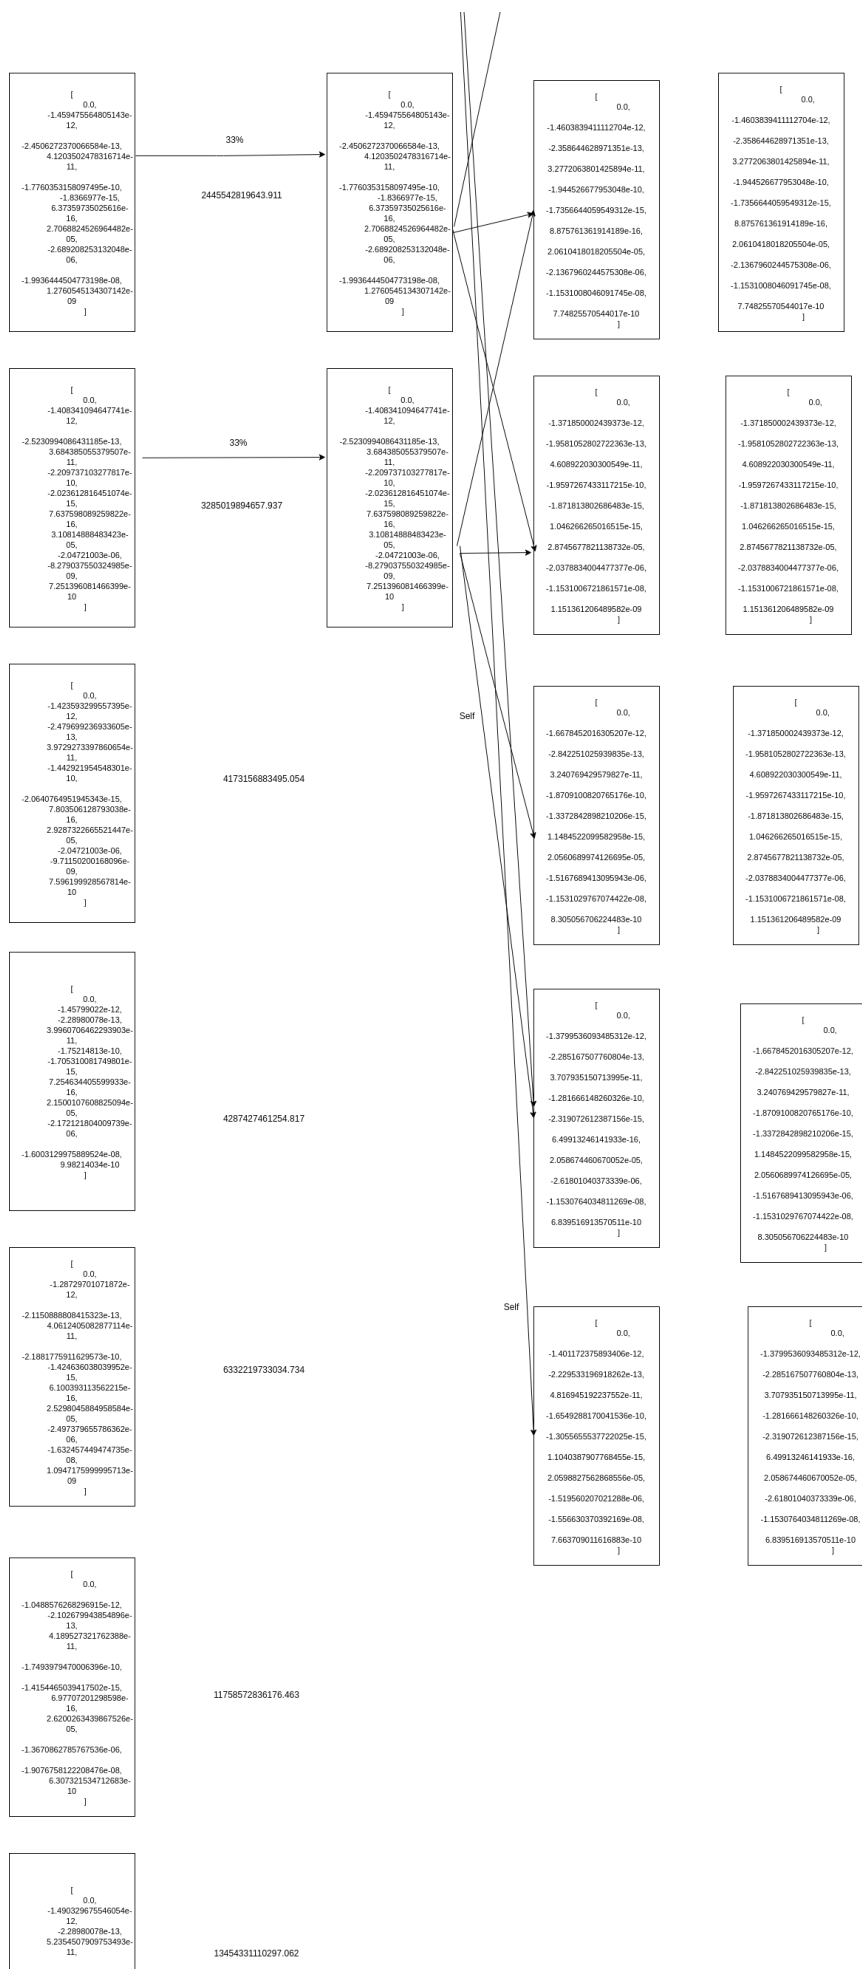 [
0.0,
-1.459475564805143e-
12,
-2.4506272370066584e-13,
4.1203502478316714e-
11,
-1.7760353158097495e-10,
-1.8366977e-15,
6.37359735025616e-
16,
2.7068824526964482e-
05,
-2.689208253132048e-
06,
-1.9936444504773198e-08,
1.2760545134307142e-
09
]
33%
2445542819643.911
[
0.0,
-1.459475564805143e-
12,
-2.4506272370066584e-13,
4.1203502478316714e-
11,
-1.7760353158097495e-10,
-1.8366977e-15,
6.37359735025616e-
16,
2.7068824526964482e-
05,
-2.689208253132048e-
06,
-1.9936444504773198e-08,
1.2760545134307142e-
09
]
[
0.0,
-1.4603839411112704e-12,
-2.358644628971351e-13,
3.2772063801425894e-11,
-1.944526677953048e-10,
-1.7356644059549312e-15,
8.875761361914189e-16,
2.0610418018205504e-05,
-2.1367960244575308e-06,
-1.1531008046091745e-08,
7.74825570544017e-10
]
[
0.0,
-1.4603839411112704e-12,
-2.358644628971351e-13,
3.2772063801425894e-11,
-1.944526677953048e-10,
-1.7356644059549312e-15,
8.875761361914189e-16,
2.0610418018205504e-05,
-2.1367960244575308e-06,
-1.1531008046091745e-08,
7.74825570544017e-10
]
[
0.0,
-1.408341094647741e-
12,
-2.5230994086431185e-13,
3.684385055379507e-
11,
-2.209737103277817e-
10,
-2.023612816451074e-
15,
7.637598089259822e-
16,
3.10814888483423e-
05,
-2.04721003e-06,
-8.279037550324985e-
09,
7.251396081466399e-
10
]
33%
3285019894657.937
[
0.0,
-1.408341094647741e-
12,
-2.5230994086431185e-13,
3.684385055379507e-
11,
-2.209737103277817e-
10,
-2.023612816451074e-
15,
7.637598089259822e-
16,
3.10814888483423e-
05,
-2.04721003e-06,
-8.279037550324985e-
09,
7.251396081466399e-
10
]
[
0.0,
-1.371850002439373e-12,
-1.9581052802722363e-13,
4.608922030300549e-11,
-1.9597267433117215e-10,
-1.871813802686483e-15,
1.046266265016515e-15,
2.8745677821138732e-05,
-2.0378834004477377e-06,
-1.1531006721861571e-08,
1.151361206489582e-09
]
[
0.0,
-1.371850002439373e-12,
-1.9581052802722363e-13,
4.608922030300549e-11,
-1.9597267433117215e-10,
-1.871813802686483e-15,
1.046266265016515e-15,
2.8745677821138732e-05,
-2.0378834004477377e-06,
-1.1531006721861571e-08,
1.151361206489582e-09
]
[
0.0,
-1.423593299557395e-
12,
-2.479699236933605e-
13,
3.9729273397860654e-
11,
-1.442921954548301e-
10,
-2.0640764951945343e-15,
7.803506128793038e-
16,
2.9287322665521447e-
05,
-2.04721003e-06,
-9.71150200168096e-
09,
7.596199928567814e-
10
]
4173156883495.054
Self
[
0.0,
-1.6678452016305207e-12,
-2.842251025939835e-13,
3.240769429579827e-11,
-1.8709100820765176e-10,
-1.3372842898210206e-15,
1.1484522099582958e-15,
2.0560689974126695e-05,
-1.5167689413095943e-06,
-1.1531029767074422e-08,
8.305056706224483e-10
]
[
0.0,
-1.371850002439373e-12,
-1.9581052802722363e-13,
4.608922030300549e-11,
-1.9597267433117215e-10,
-1.871813802686483e-15,
1.046266265016515e-15,
2.8745677821138732e-05,
-2.0378834004477377e-06,
-1.1531006721861571e-08,
1.151361206489582e-09
]
[
0.0,
-1.45799022e-12,
-2.28980078e-13,
3.9960706462293903e-
11,
-1.75214813e-10,
-1.705310081749801e-
15,
7.254634405599933e-
16,
2.1500107608825094e-
05,
-2.172121804009739e-
06,
-1.6003129975889524e-08,
9.98214034e-10
]
4287427461254.817
[
0.0,
-1.3799536093485312e-12,
-2.285167507760804e-13,
3.707935150713995e-11,
-1.281666148260326e-10,
-2.319072612387156e-15,
6.49913246141933e-16,
2.058674460670052e-05,
-2.61801040373339e-06,
-1.1530764034811269e-08,
6.839516913570511e-10
]
[
0.0,
-1.6678452016305207e-12,
-2.842251025939835e-13,
3.240769429579827e-11,
-1.8709100820765176e-10,
-1.3372842898210206e-15,
1.1484522099582958e-15,
2.0560689974126695e-05,
-1.5167689413095943e-06,
-1.1531029767074422e-08,
8.305056706224483e-10
]
[
0.0,
-1.28729701071872e-
12,
-2.1150888808415323e-13,
4.0612405082877114e-
11,
-2.1881775911629573e-10,
-1.424636038039952e-
15,
6.100393113562215e-
16,
2.5298045884958584e-
05,
-2.497379655786362e-
06,
-1.632457449474735e-
08,
1.0947175999995713e-
09
]
6332219733034.734
Self
[
0.0,
-1.401172375893406e-12,
-2.229533196918262e-13,
4.816945192237552e-11,
-1.6549288170041536e-10,
-1.3055655537722025e-15,
1.1040387907768455e-15,
2.0598827562868556e-05,
-1.519560207021288e-06,
-1.556630370392169e-08,
7.663709011616883e-10
]
[
0.0,
-1.3799536093485312e-12,
-2.285167507760804e-13,
3.707935150713995e-11,
-1.281666148260326e-10,
-2.319072612387156e-15,
6.49913246141933e-16,
2.058674460670052e-05,
-2.61801040373339e-06,
-1.1530764034811269e-08,
6.839516913570511e-10
]
[
0.0,
-1.0488576268296915e-12,
-2.102679943854896e-
13,
4.189527321762388e-
11,
-1.7493979470006396e-10,
-1.4154465039417502e-15,
6.97707201298598e-
16,
2.6200263439867526e-
05,
-1.3670862785767536e-06,
-1.9076758122208476e-08,
6.307321534712683e-
10
]
11758572836176.463
[
0.0,
-1.490329675546054e-
12,
-2.28980078e-13,
5.2354507909753493e-
11,
13454331110297.062